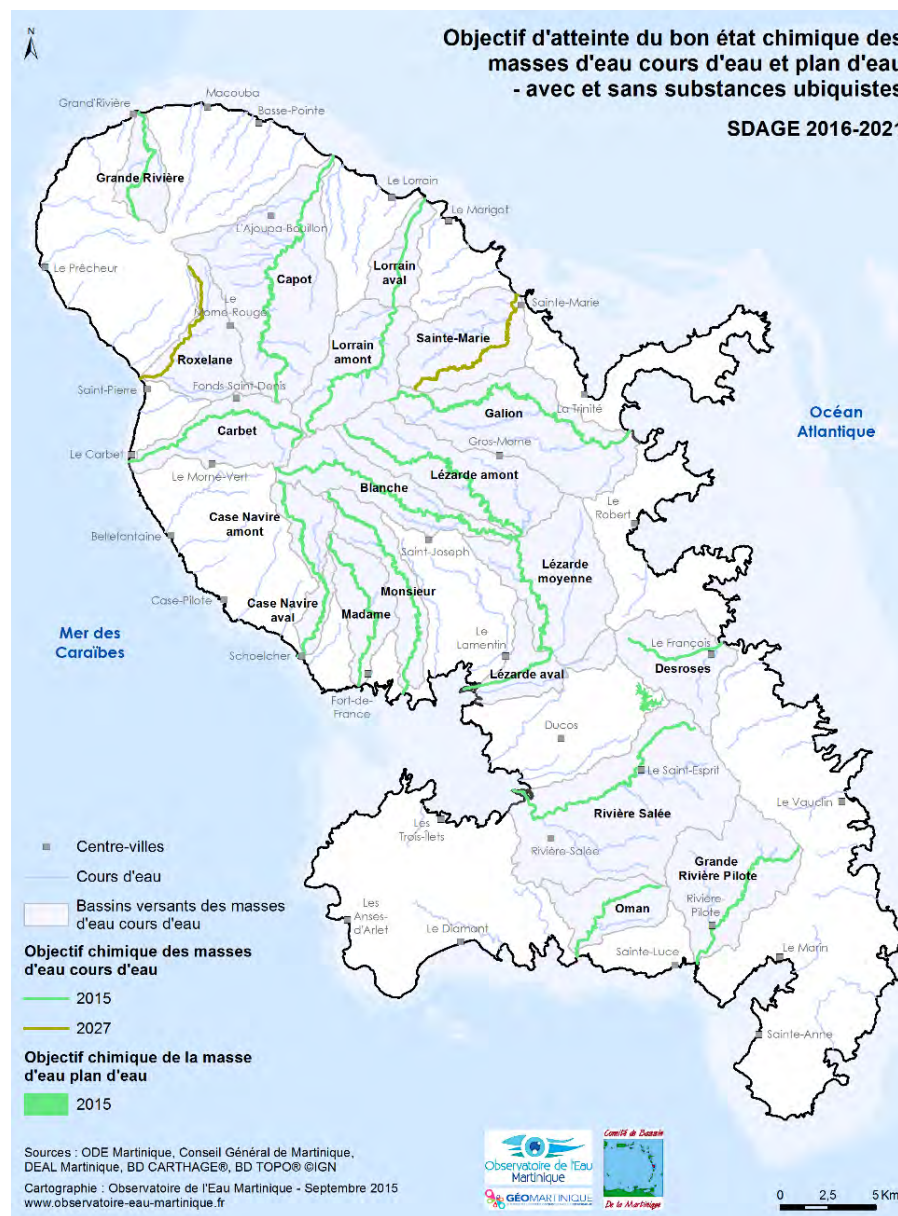 N
Objectif d'atteinte du bon état chimique des
masses d'eau cours d'eau et plan d'eau
- avec et sans substances ubiquistes
SDAGE 2016-2021
Macouba
Grand'Rivière
Basse-Pointe
Grande Rivière
Le Lorrain
Le Marigot
L'Ajoupa-Bouillon
Le Prêcheur
Capot
Lorrain
aval
Sainte-Marie
Le
Morne-Rouge
Sainte-Marie
Lorrain
amont
Roxelane
Saint-Pierre
Fonds-Saint-Denis
La Trinité
Galion
Océan
Atlantique
Carbet
Gros-Morne
Le Carbet
Le Morne-Vert
Lézarde amont
Blanche
Le
Robert
Case Navire
amont
Bellefontaine
Saint-Joseph
Lézarde
moyenne
Monsieur
Case-Pilote
Case Navire
aval
Madame
Mer des
Caraïbes
Le
Lamentin
Le François
Schoelcher
Desroses
Lézarde aval
Fort-de-
France
Ducos
Le Saint-Esprit
Le Vauclin
Les
Trois-Îlets
Rivière Salée
Rivière-Salée
Grande
Rivière Pilote
Rivière-
Pilote
Oman
Les
Anses-
d'Arlet
Le Diamant
Sainte-Luce
Le Marin
Sainte-Anne
Centre-villes
Cours d'eau
Bassins versants des masses
d'eau cours d'eau
Objectif chimique des masses
d'eau cours d'eau
2015
2027
Objectif chimique de la masse
d'eau plan d'eau
2015
Sources : ODE Martinique, Conseil Général de Martinique,
DEAL Martinique, BD CARTHAGE®, BD TOPO® ©IGN
Cartographie : Observatoire de l'Eau Martinique - Septembre 2015
www.observatoire-eau-martinique.fr
Observatoire de l'Eau
Martinique
GÉOMARTINIQUE
Comité de Bassin
De la Martinique
0 2,5 5 Km